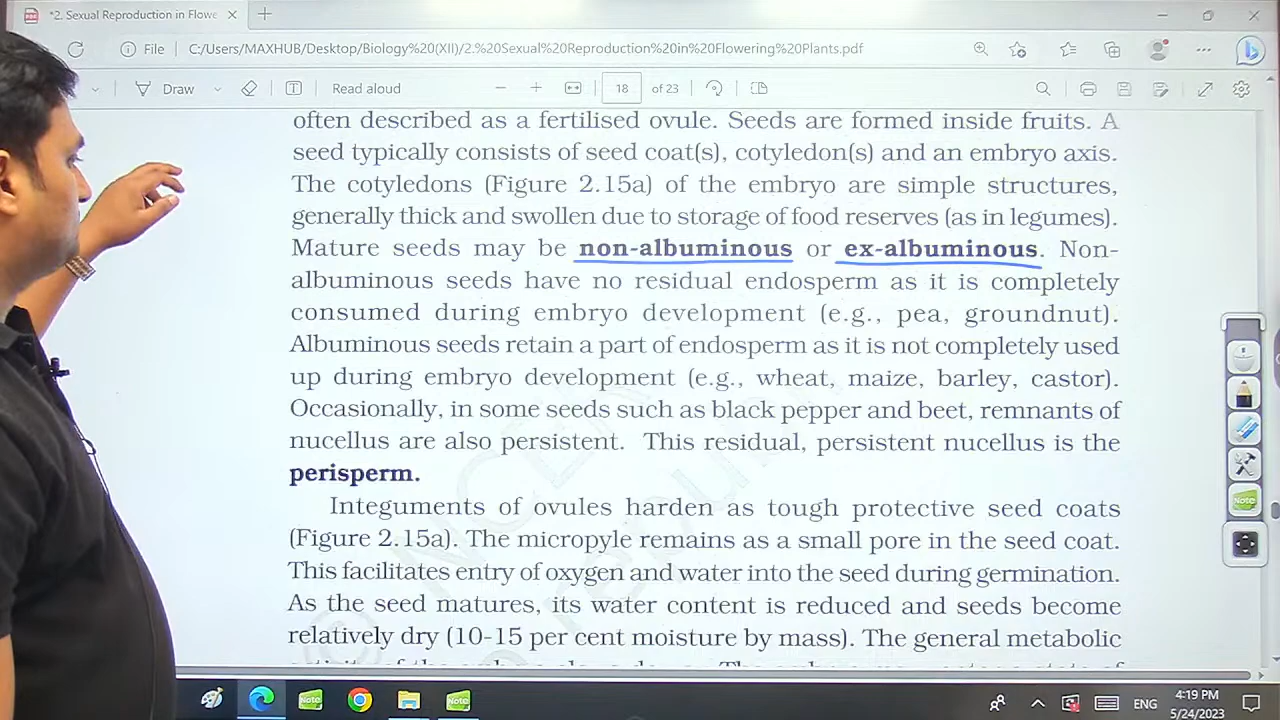 *2. Sexual Reproduction in Flowe
File C:/Users/MAXHUB/Desktop/Biology%20(XII)/2.%20Sexual%20Reproduction%20in%20Flowering%20Plants.pdf
Draw Read aloud 18 of 23
often described as a fertilised ovule. Seeds are formed inside fruits. A
seed typically consists of seed coat(s), cotyledon(s) and an embryo axis.
The cotyledons (Figure 2.15a) of the embryo are simple structures,
generally thick and swollen due to storage of food reserves (as in legumes).
Mature seeds may be non-albuminous or ex-albuminous. Non-
albuminous seeds have no residual endosperm as it is completely
consumed during embryo development (e.g., pea, groundnut).
Albuminous seeds retain a part of endosperm as it is not completely used
up during embryo development (e.g., wheat, maize, barley, castor).
Occasionally, in some seeds such as black pepper and beet, remnants of
nucellus are also persistent. This residual, persistent nucellus is the
perisperm.
Integuments of ovules harden as tough protective seed coats
(Figure 2.15a). The micropyle remains as a small pore in the seed coat.
This facilitates entry of oxygen and water into the seed during germination.
As the seed matures, its water content is reduced and seeds become
relatively dry (10-15 per cent moisture by mass). The general metabolic
Note
Note
Note
ENG
4:19 PM
5/24/2023